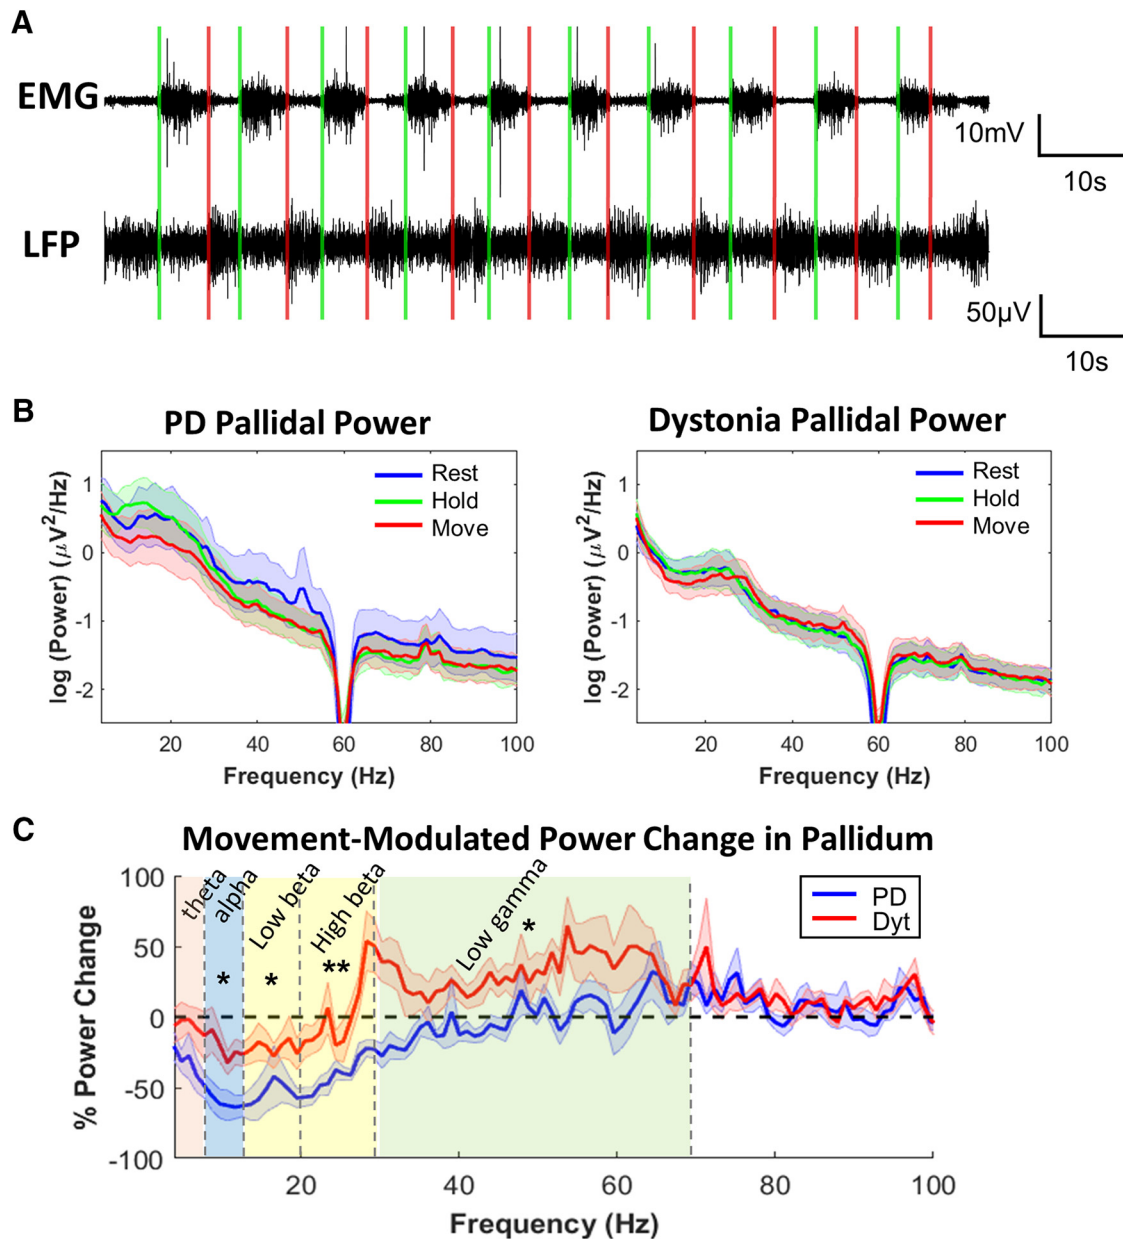 A
EMG
10mV
10s
LFP
50µV
10s
B
PD Pallidal Power
log (Power) (µV²/Hz)
1
0
-1
-2
Rest
Hold
Move
20 40 60 80 100
Frequency (Hz)
Dystonia Pallidal Power
log (Power) (µV²/Hz)
1
0
-1
-2
Rest
Hold
Move
20 40 60 80 100
Frequency (Hz)
C
Movement-Modulated Power Change in Pallidum
% Power Change
100
50
0
-50
-100
theta
alpha
*
Low beta
*
High beta
**
Low gamma
*
PD
Dyt
20 40 60 80 100
Frequency (Hz)